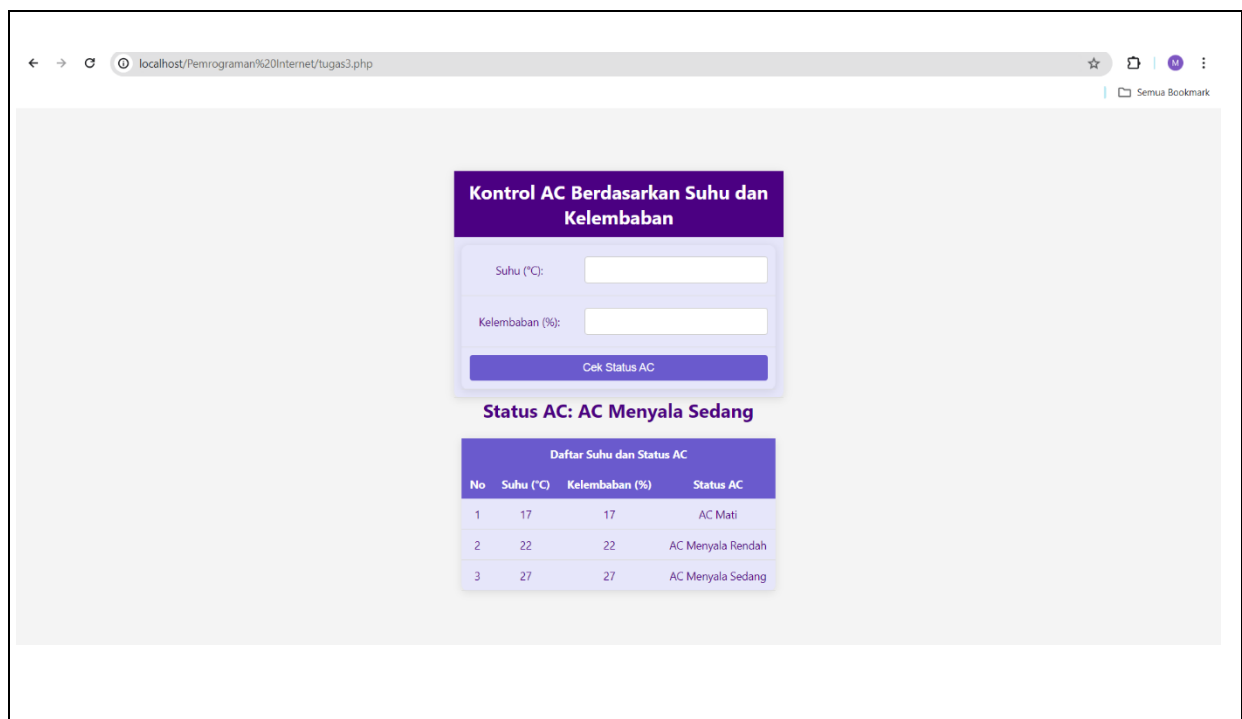 localhost/Pemrograman%20Internet/tugas3.php
M
Semua Bookmark
Kontrol AC Berdasarkan Suhu dan
Kelembaban
Suhu (°C):
Kelembaban (%):
Cek Status AC
Status AC: AC Menyala Sedang
Daftar Suhu dan Status AC
No Suhu (°C) Kelembaban (%) Status AC
1 17 17 AC Mati
2 22 22 AC Menyala Rendah
3 27 27 AC Menyala Sedang